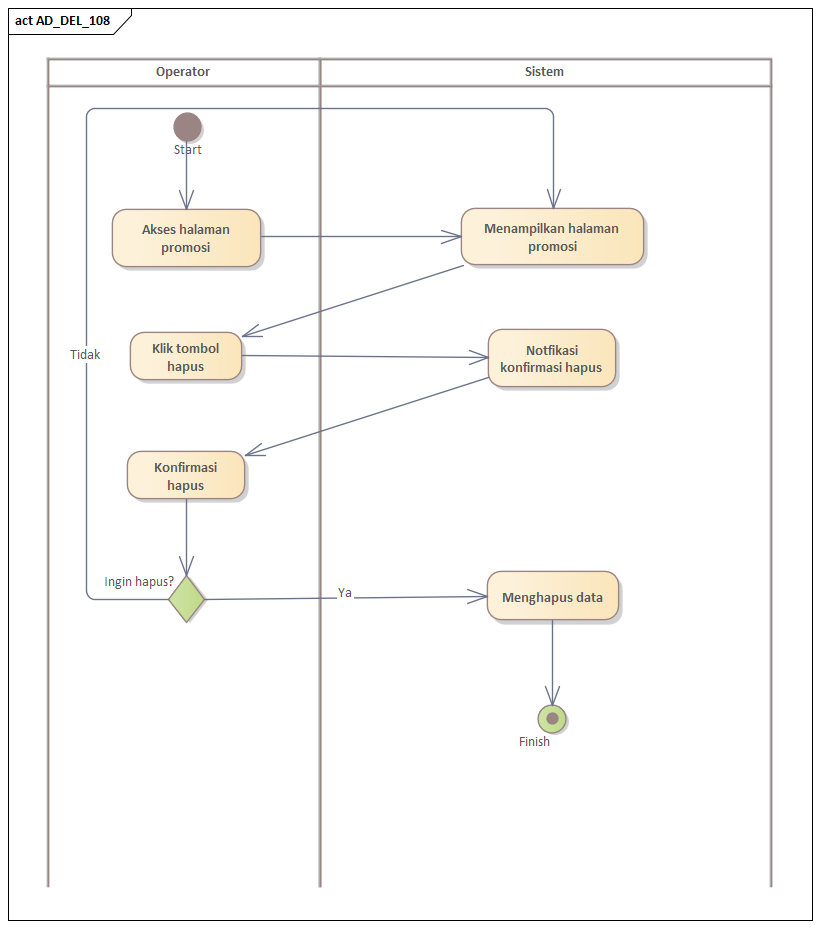 act AD_DEL_108
Operator
Sistem
Start
Akses halaman
promosi
Menampilkan halaman
promosi
Tidak
Klik tombol
hapus
Notfikasi
konfirmasi hapus
Konfirmasi
hapus
Ingin hapus?
Ya
Menghapus data
Finish